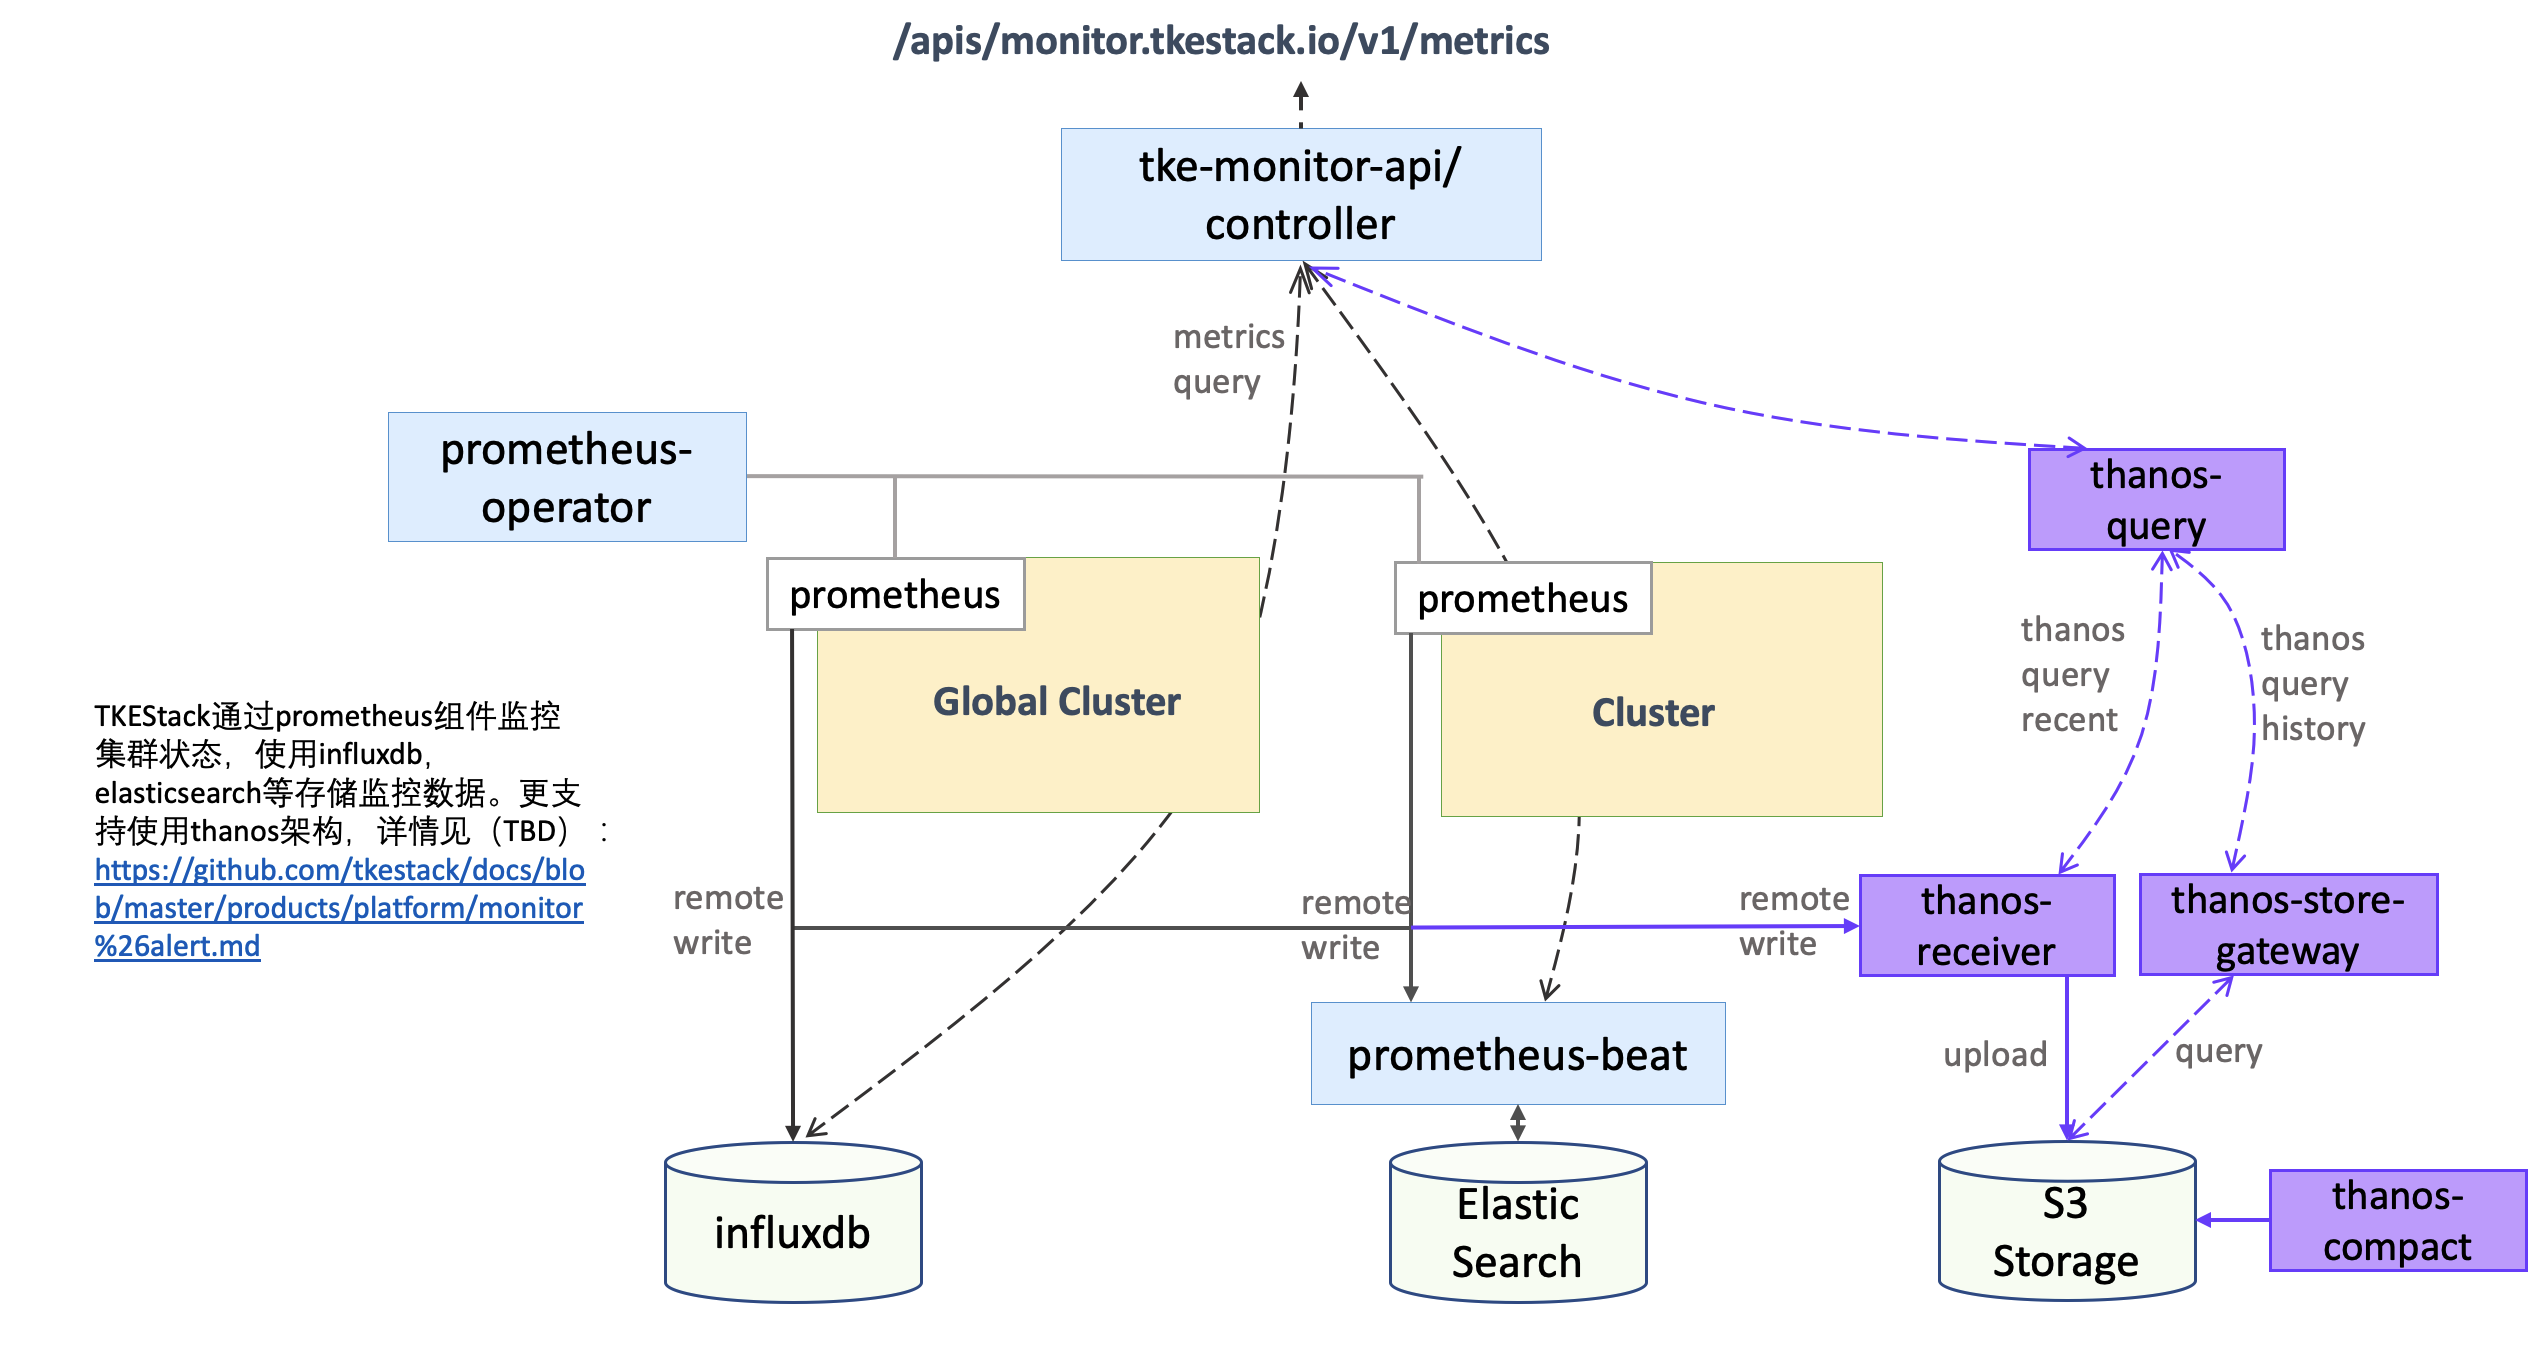 /apis/monitor.tkestack.io/v1/metrics
tke-monitor-api/
controller
metrics
query
prometheus-
operator
thanos-
query
prometheus
prometheus
Global Cluster
Cluster
thanos
query
recent
thanos
query
history
TKEStack通过prometheus组件监控
集群状态，使用influxdb，
elasticsearch等存储监控数据。更支
持使用thanos架构，详情见（TBD）：
https://github.com/tkestack/docs/blo
b/master/products/platform/monitor
%26alert.md
remote
write
remote
write
remote
write
thanos-
receiver
thanos-store-
gateway
prometheus-beat
upload
query
influxdb
Elastic
Search
S3
Storage
thanos-
compact